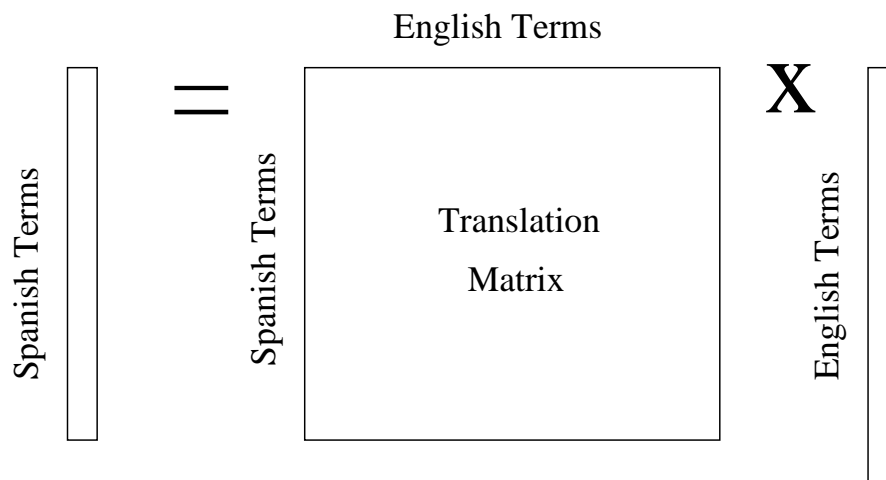 English Terms
=
X
Spanish Terms
Spanish Terms
Translation
Matrix
English Terms